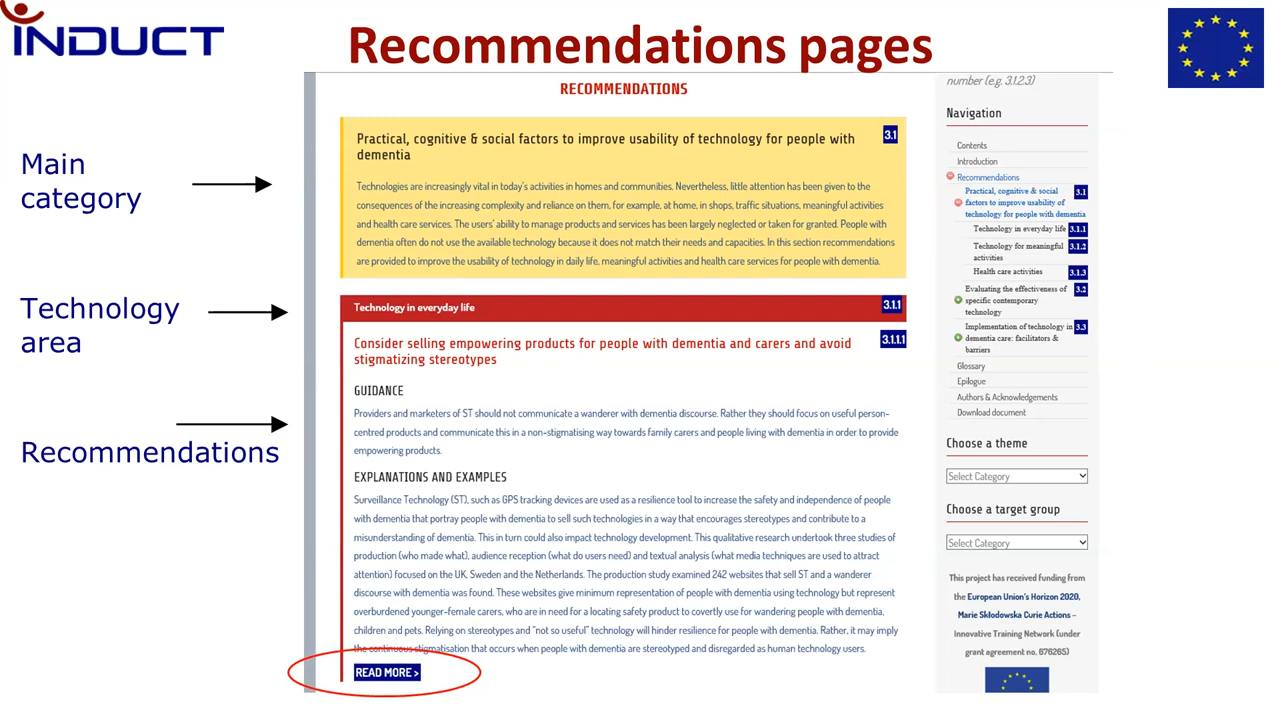 INDUCT
Recommendations pages
Main
category
Technology
area
Recommendations
RECOMMENDATIONS
Practical, cognitive & social factors to improve usability of technology for people with
dementia
3.1
Technologies are increasingly vital in today's activities in homes and communities. Nevertheless, little attention has been given to the
consequences of the increasing complexity and reliance on them, for example, at home, in shops, traffic situations, meaningful activities
and health care services. The users' ability to manage products and services has been largely neglected or taken for granted. People with
dementia often do not use the available technology because it does not match their needs and capacities. In this section recommendations
are provided to improve the usability of technology in daily life, meaningful activities and health care services for people with dementia.
Technology in everyday life
3.1.1
Consider selling empowering products for people with dementia and carers and avoid
stigmatizing stereotypes
3.1.1.1
GUIDANCE
Providers and marketers of ST should not communicate a wanderer with dementia discourse. Rather they should focus on useful person-
centred products and communicate this in a non-stigmatising way towards family carers and people living with dementia in order to provide
empowering products.
EXPLANATIONS AND EXAMPLES
Surveillance Technology (ST), such as GPS tracking devices are used as a resilience tool to increase the safety and independence of people
with dementia that portray people with dementia to sell such technologies in a way that encourages stereotypes and contribute to a
misunderstanding of dementia. This in turn could also impact technology development. This qualitative research undertook three studies of
production (who made what), audience reception (what do users need) and textual analysis (what media techniques are used to attract
attention) focused on the UK, Sweden and the Netherlands. The production study examined 242 websites that sell ST and a wanderer
discourse with dementia was found. These websites give minimum representation of people with dementia using technology but represent
overburdened younger-female carers, who are in need for a locating safety product to covertly use for wandering people with dementia,
children and pets. Relying on stereotypes and "not so useful" technology will hinder resilience for people with dementia. Rather, it may imply
the continuous stigmatisation that occurs when people with dementia are stereotyped and disregarded as human technology users.
READ MORE >
number (e.g. 3.1.2.3)
Navigation
Contents
Introduction
Recommendations
Practical, cognitive & social
factors to improve usability of
technology for people with dementia
3.1
Technology in everyday life
3.1.1
Technology for meaningful
activities
3.1.2
Health care activities
3.1.3
Evaluating the effectiveness of
specific contemporary
technology
3.2
Implementation of technology in
dementia care: facilitators &
barriers
3.3
Glossary
Epilogue
Authors & Acknowledgements
Download document
Choose a theme
Select Category
Choose a target group
Select Category
This project has received funding from
the European Union's Horizon 2020,
Marie Skłodowska Curie Actions –
Innovative Training Network (under
grant agreement no. 676265)